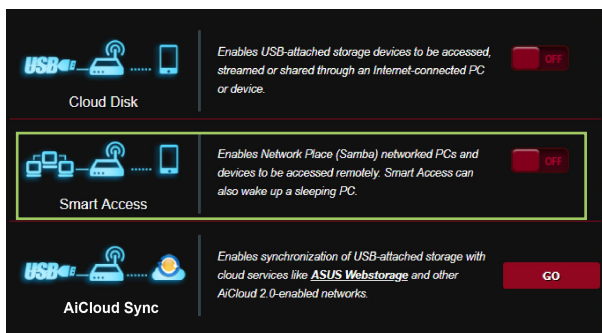 Enables USB-attached storage devices to be accessed,
streamed or shared through an Internet-connected PC
or device.
OFF
USB
Cloud Disk
Enables Network Place (Samba) networked PCs and
devices to be accessed remotely. Smart Access can
also wake up a sleeping PC.
OFF
Smart Access
Enables synchronization of USB-attached storage with
cloud services like ASUS Webstorage and other
AiCloud 2.0-enabled networks.
GO
USB
AiCloud Sync